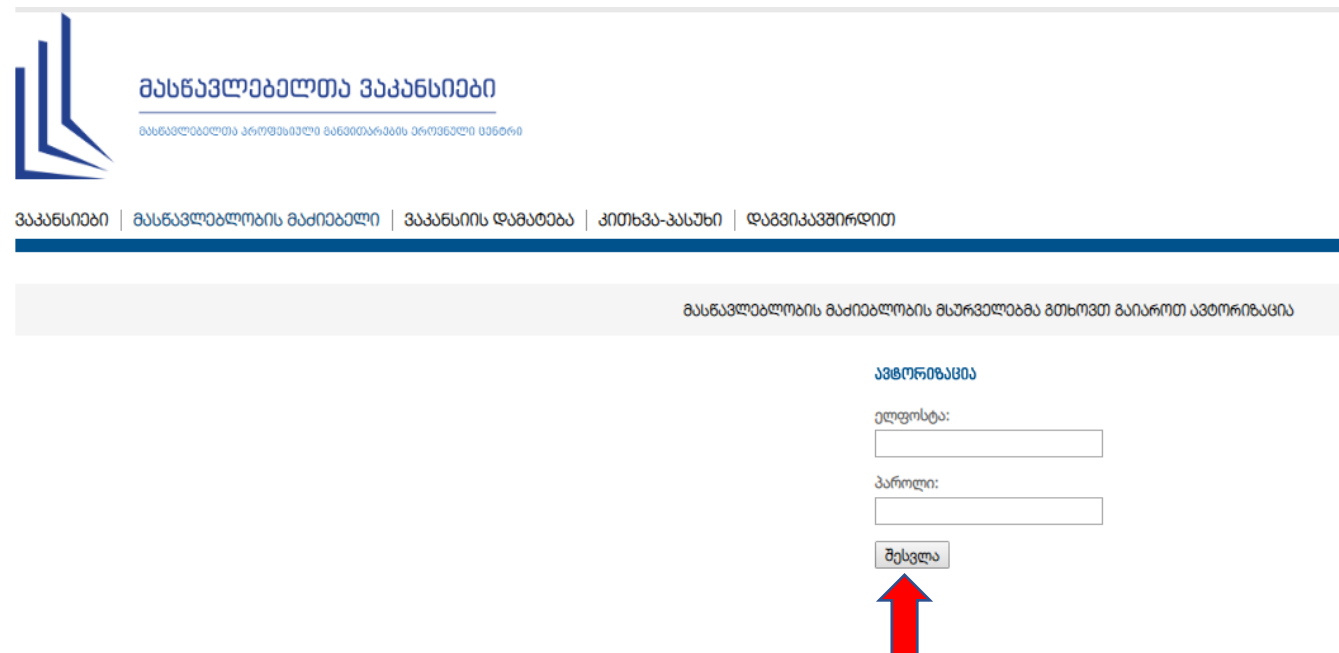 მასწავლებელთა ვაკანსიები
მასწავლებელთა პროფესიული განვითარების ეროვნული ცენტრი
ვაკანსიები | მასწავლებლობის მაძიებელი | ვაკანსიის დამატება | კითხვა-პასუხი | დაგვიკავშირდით
მასწავლებლობის მაძიებლობის მსურველებმა გთხოვთ გაიაროთ ავტორიზაცია
ავტორიზაცია
ელფოსტა:
პაროლი:
შესვლა